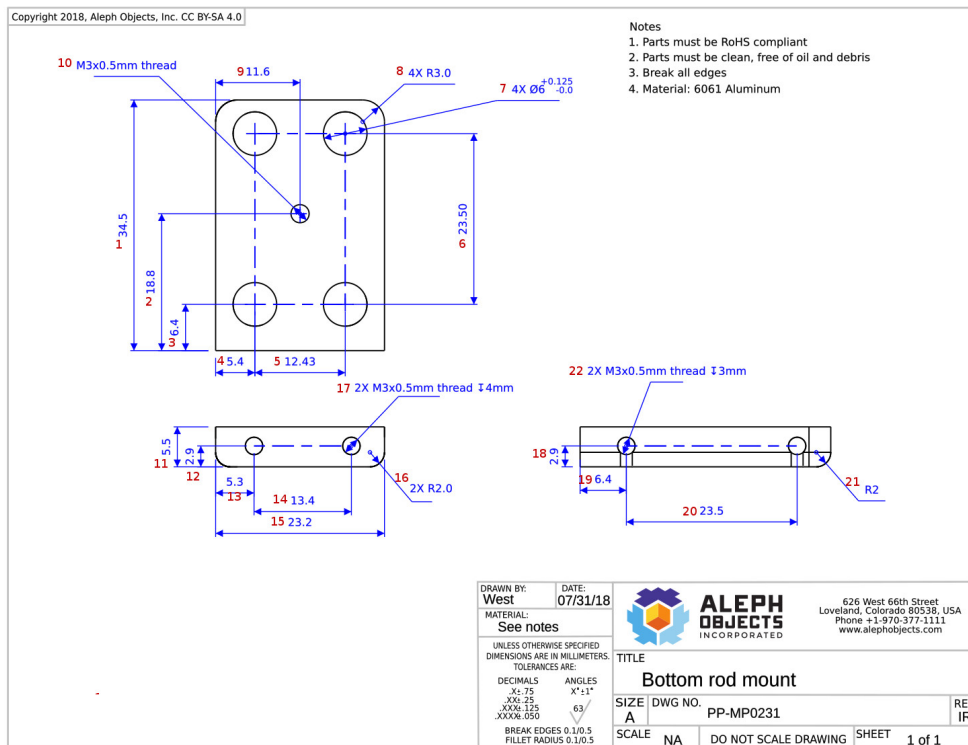 Copyright 2018, Aleph Objects, Inc. CC BY-SA 4.0
Notes
1. Parts must be RoHS compliant
2. Parts must be clean, free of oil and debris
3. Break all edges
4. Material: 6061 Aluminum
10 M3x0.5mm thread
9 11.6
8 4X R3.0
7 4X Ø6 +0.125 -0.0
1 34.5
2 18.8
3 6.4
4 5.4
5 12.43
6 23.50
17 2X M3x0.5mm thread ↧4mm
11 5.5
12 2.9
13 5.3
14 13.4
15 23.2
16 2X R2.0
22 2X M3x0.5mm thread ↧3mm
18 2.9
19 6.4
20 23.5
21 R2
DRAWN BY:
West
DATE:
07/31/18
MATERIAL:
See notes
UNLESS OTHERWISE SPECIFIED
DIMENSIONS ARE IN MILLIMETERS.
TOLERANCES ARE:
DECIMALS ANGLES
.X±.75 X°±1°
.XX±.25
.XXX±.125 63
.XXXX±.050
BREAK EDGES 0.1/0.5
FILLET RADIUS 0.1/0.5
ALEPH
OBJECTS
INCORPORATED
626 West 66th Street
Loveland, Colorado 80538, USA
Phone +1-970-377-1111
www.alephobjects.com
TITLE
Bottom rod mount
SIZE
A
DWG NO.
PP-MP0231
SCALE NA
DO NOT SCALE DRAWING
SHEET 1 of 1